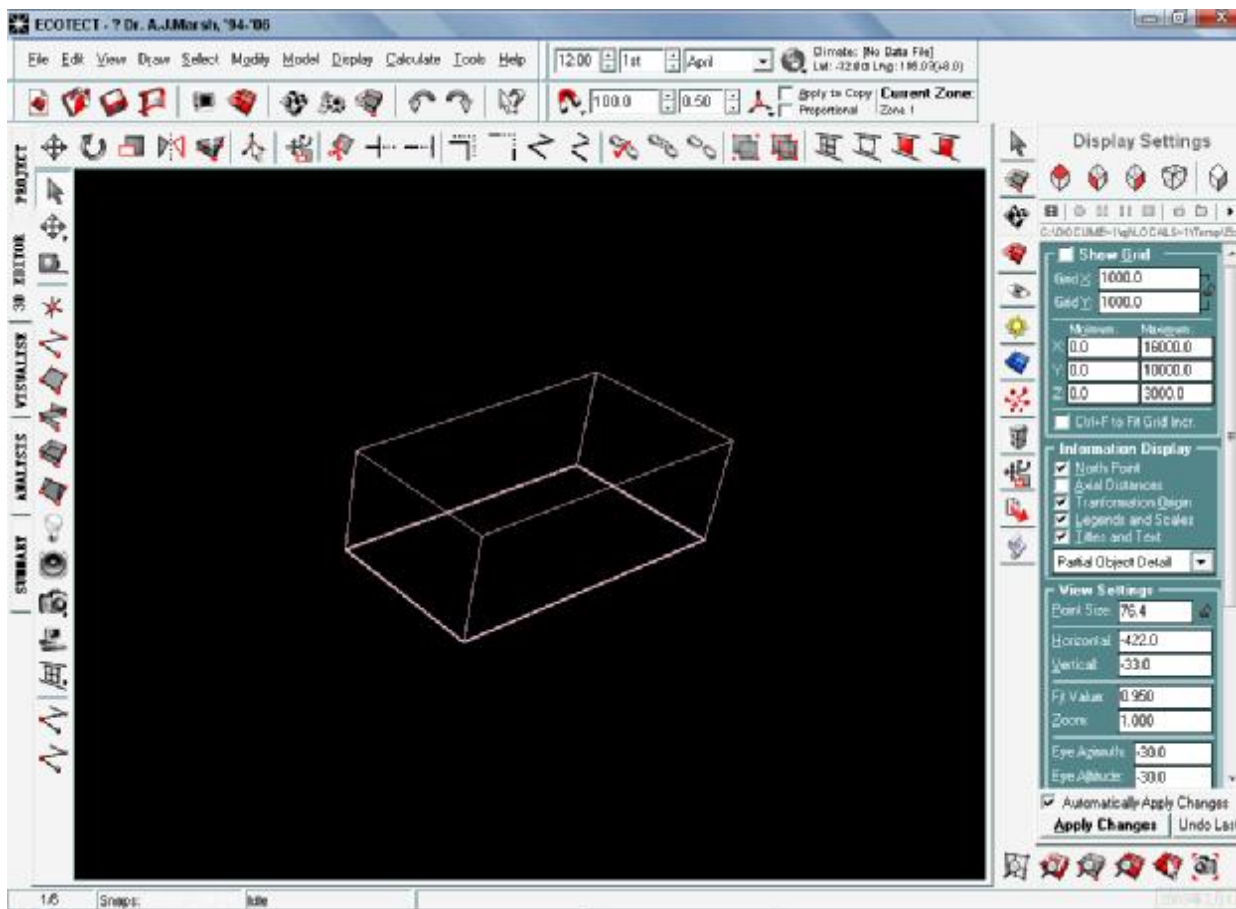 ECOTECT - ? Dr. A.J.Marsh, '94-'06
File Edit View Draw Select Modify Model Display Calculate Tools Help
12:00 1st April
Climate: [No Data File]
100.0 0.50
Apply to Copy
Proportional
Current Zone:
Zone 1
PROJECT
3D EDITOR
VISUALISE
ANALYSIS
SUMMARY
Display Settings
Show Grid
Grid X: 1000.0
Grid Y: 1000.0
Minimum: Maximum:
X: 0.0 16000.0
Y: 0.0 10000.0
Z: 0.0 3000.0
Ctrl+F to Fit Grid Incr.
Information Display
North Point
Axial Distances
Tranformation Origin
Legends and Scales
Titles and Text
Partial Object Detail
View Settings
Point Size: 76.4
Horizontal: -422.0
Vertical: -33.0
Fit Value: 0.950
Zoom: 1.000
Eye Azimuth: -30.0
Eye Altitude: -30.0
Automatically Apply Changes
Apply Changes Undo Las
1/6 Snaps: Idle